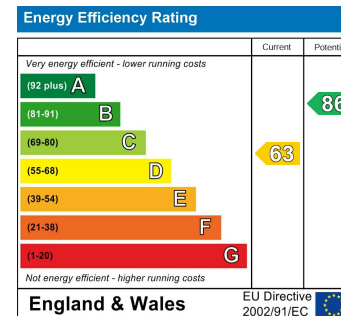 Energy Efficiency Rating
Current Potenti
Very energy efficient - lower running costs
(92 plus) A
(81-91) B
86
(69-80) C
63
(55-68) D
(39-54) E
(21-38) F
(1-20) G
Not energy efficient - higher running costs
England & Wales
EU Directive
2002/91/EC